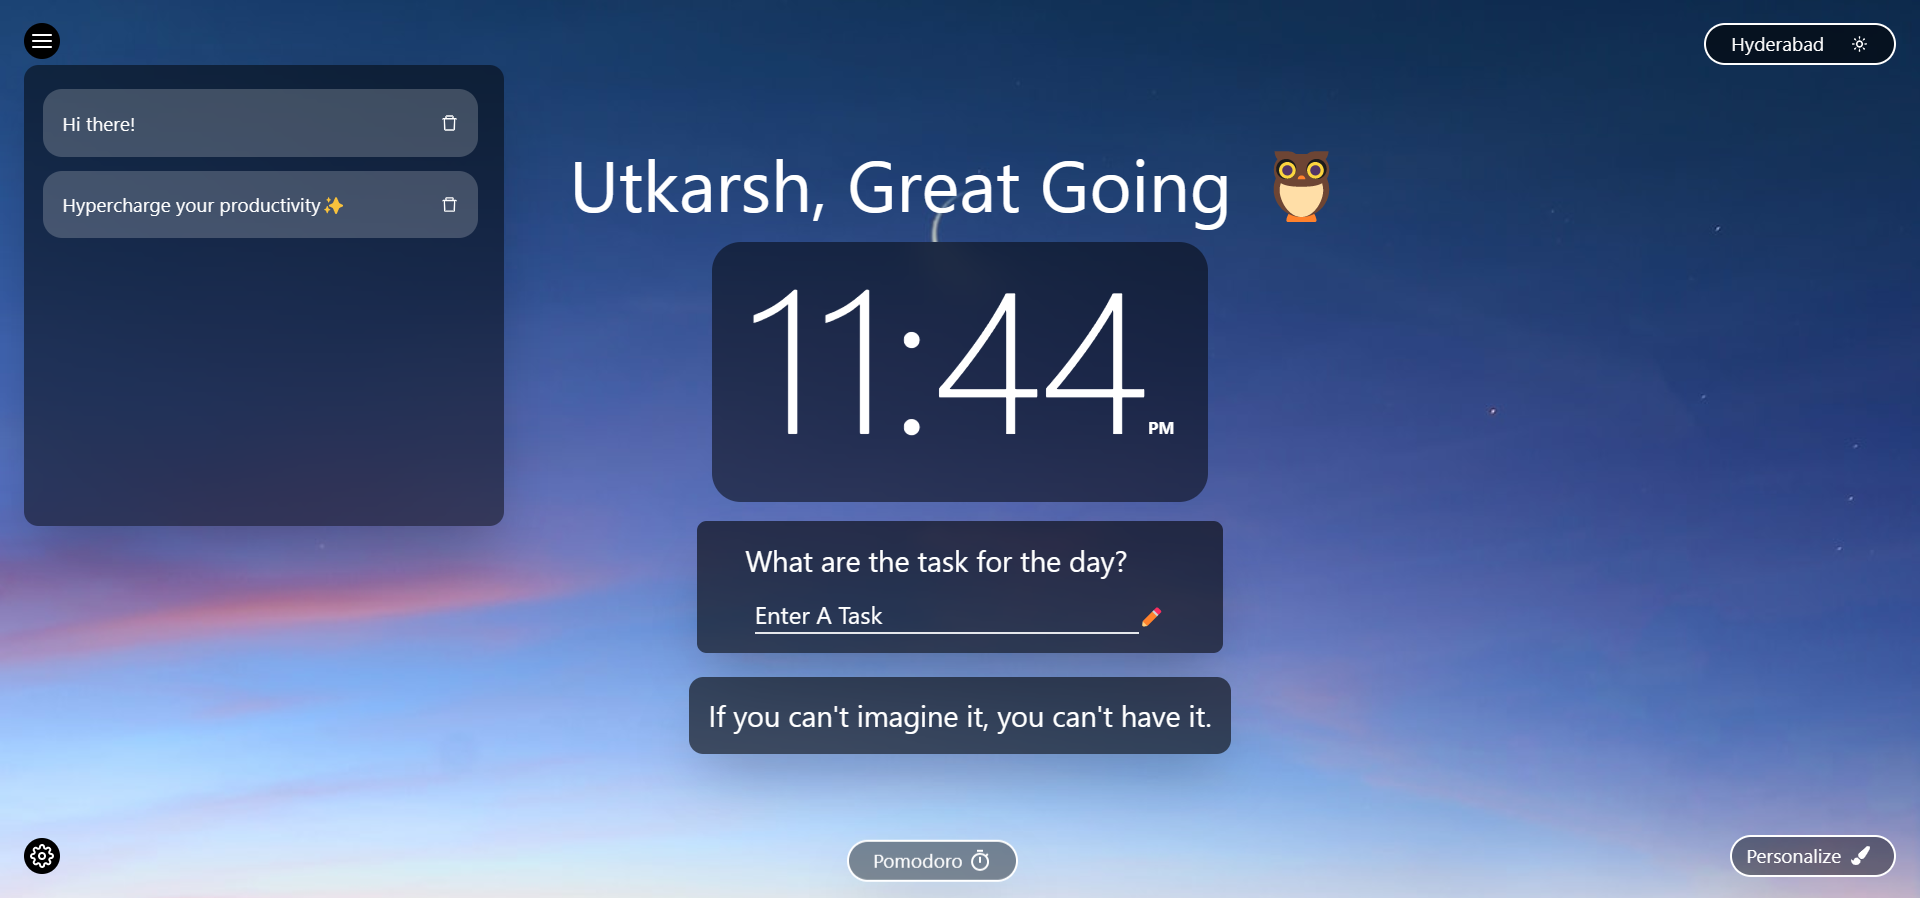 Hyderabad
Hi there!
Hypercharge your productivity✨
Utkarsh, Great Going 🦉
11:44 PM
What are the task for the day?
Enter A Task ✏️
If you can't imagine it, you can't have it.
Pomodoro
Personalize